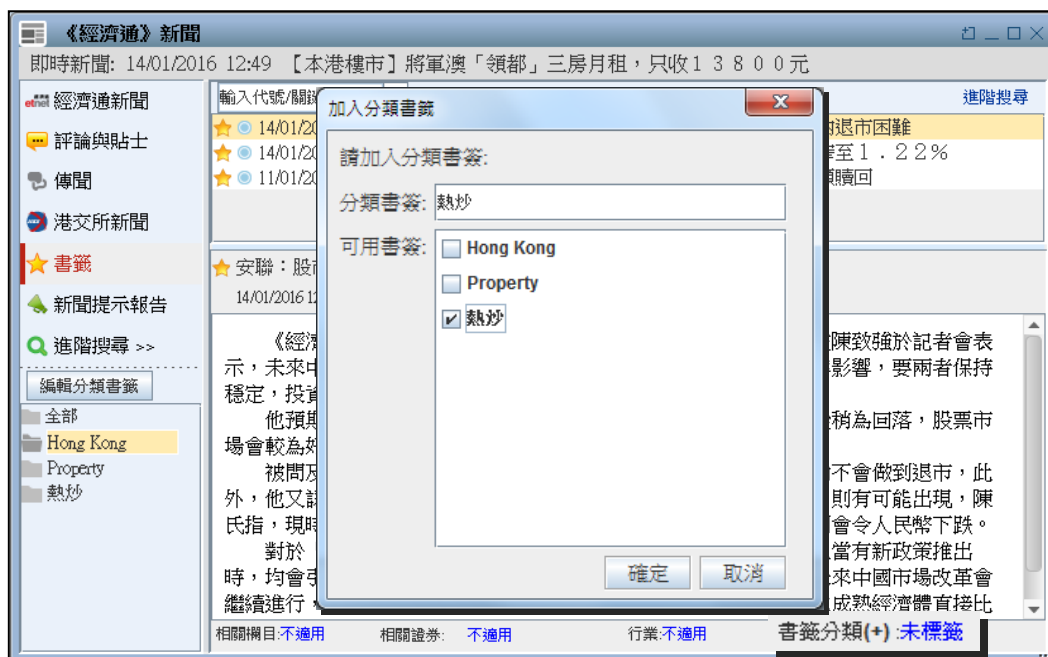 《經濟通》新聞
即時新聞: 14/01/2016 12:49 【本港樓市】將軍澳「領都」三房月租，只收１３８００元
etnet 經濟通新聞
評論與貼士
傳聞
港交所新聞
書籤
新聞提示報告
進階搜尋 >>
編輯分類書籤
全部
Hong Kong
Property
熱炒
輸入代號/關鍵
進階搜尋
14/01/20
退市困難
14/01/20
至１．２２%
11/01/20
贖回
安聯：股市
14/01/2016 12
《經濟
陳致強於記者會表
示，未來中
影響，要兩者保持
穩定，投資
他預期
稍為回落，股票市
場會較為好
被問及
不會做到退市，此
外，他又
則有可能出現，陳
氏指，現時
會令人民幣下跌。
對於
當有新政策推出
時，均會引
來中國市場改革會
繼續進行，
成熟經濟體直接比
相關欄目:不適用 相關證券: 不適用 行業:不適用 書籤分類(+) :未標籤
加入分類書籤
請加入分類書簽:
分類書簽: 熱炒
可用書簽: Hong Kong
Property
熱炒
確定 取消